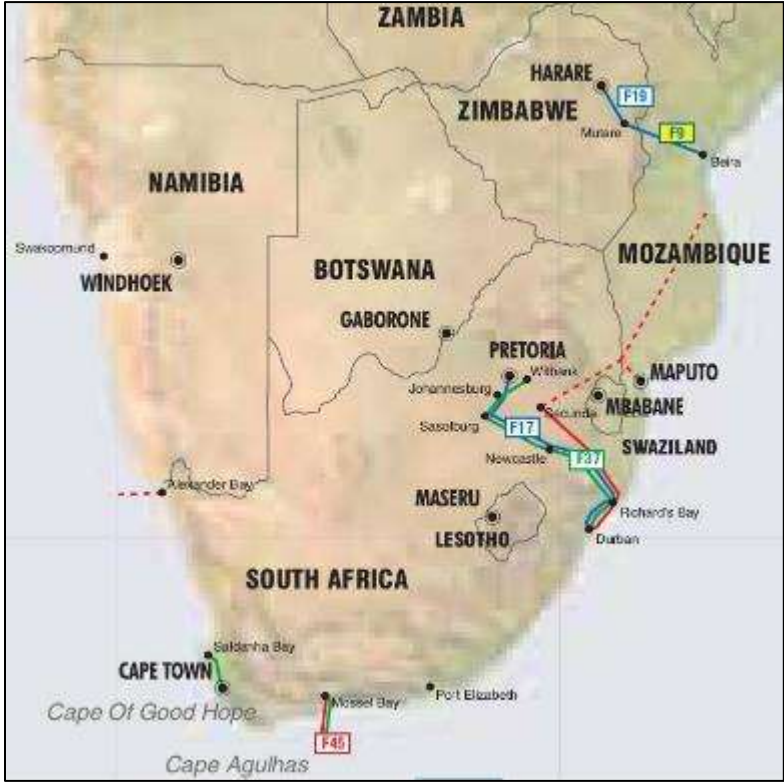 ZAMBIA
HARARE
F19
ZIMBABWE
Mutare
F9
Beira
NAMIBIA
Swakopmund
WINDHOEK
BOTSWANA
MOZAMBIQUE
GABORONE
PRETORIA
Witbank
MAPUTO
Johannesburg
MBABANE
Secunda
Sasolburg
F17
SWAZILAND
Newcastle
F37
Alexander Bay
MASERU
Richard's Bay
LESOTHO
Durban
SOUTH AFRICA
Saldanha Bay
CAPE TOWN
Mossel Bay
Port Elizabeth
Cape Of Good Hope
F45
Cape Agulhas